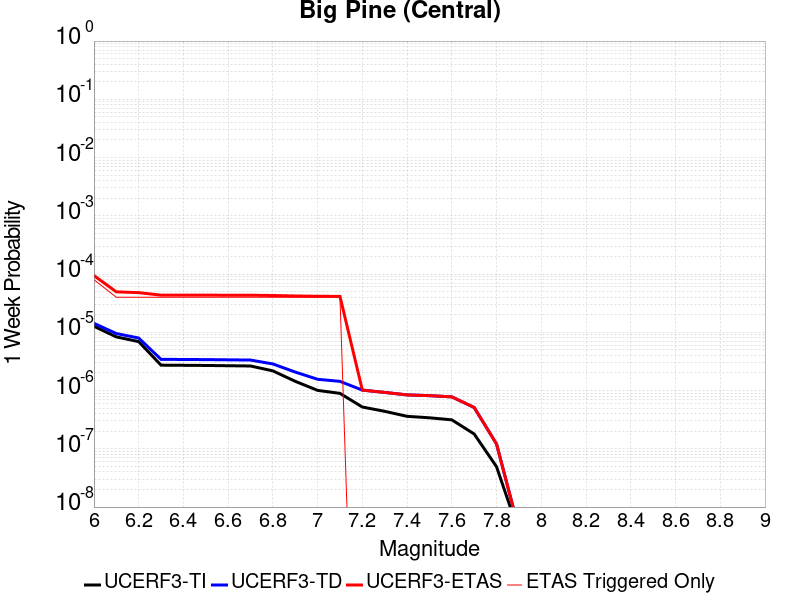 Big Pine (Central)
1 Week Probability
10^0
10^-1
10^-2
10^-3
10^-4
10^-5
10^-6
10^-7
10^-8
6 6.2 6.4 6.6 6.8 7 7.2 7.4 7.6 7.8 8 8.2 8.4 8.6 8.8 9
Magnitude
UCERF3-TI UCERF3-TD UCERF3-ETAS ETAS Triggered Only